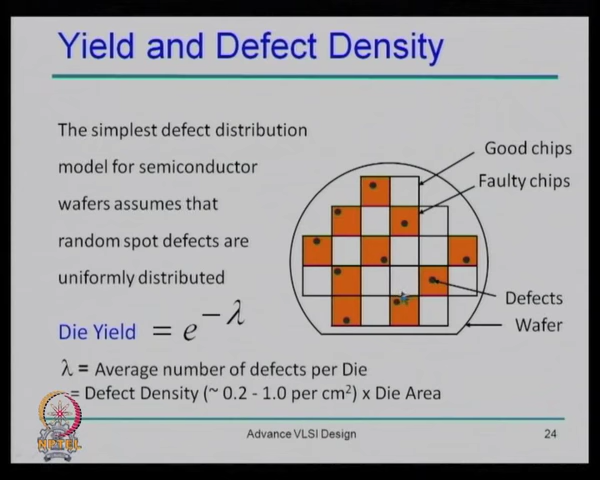 Yield and Defect Density
The simplest defect distribution
model for semiconductor
wafers assumes that
random spot defects are
uniformly distributed
Die Yield = e^{-λ}
λ = Average number of defects per Die
= Defect Density (~ 0.2 - 1.0 per cm²) x Die Area
Good chips
Faulty chips
Defects
Wafer
NPTEL
Advance VLSI Design
24